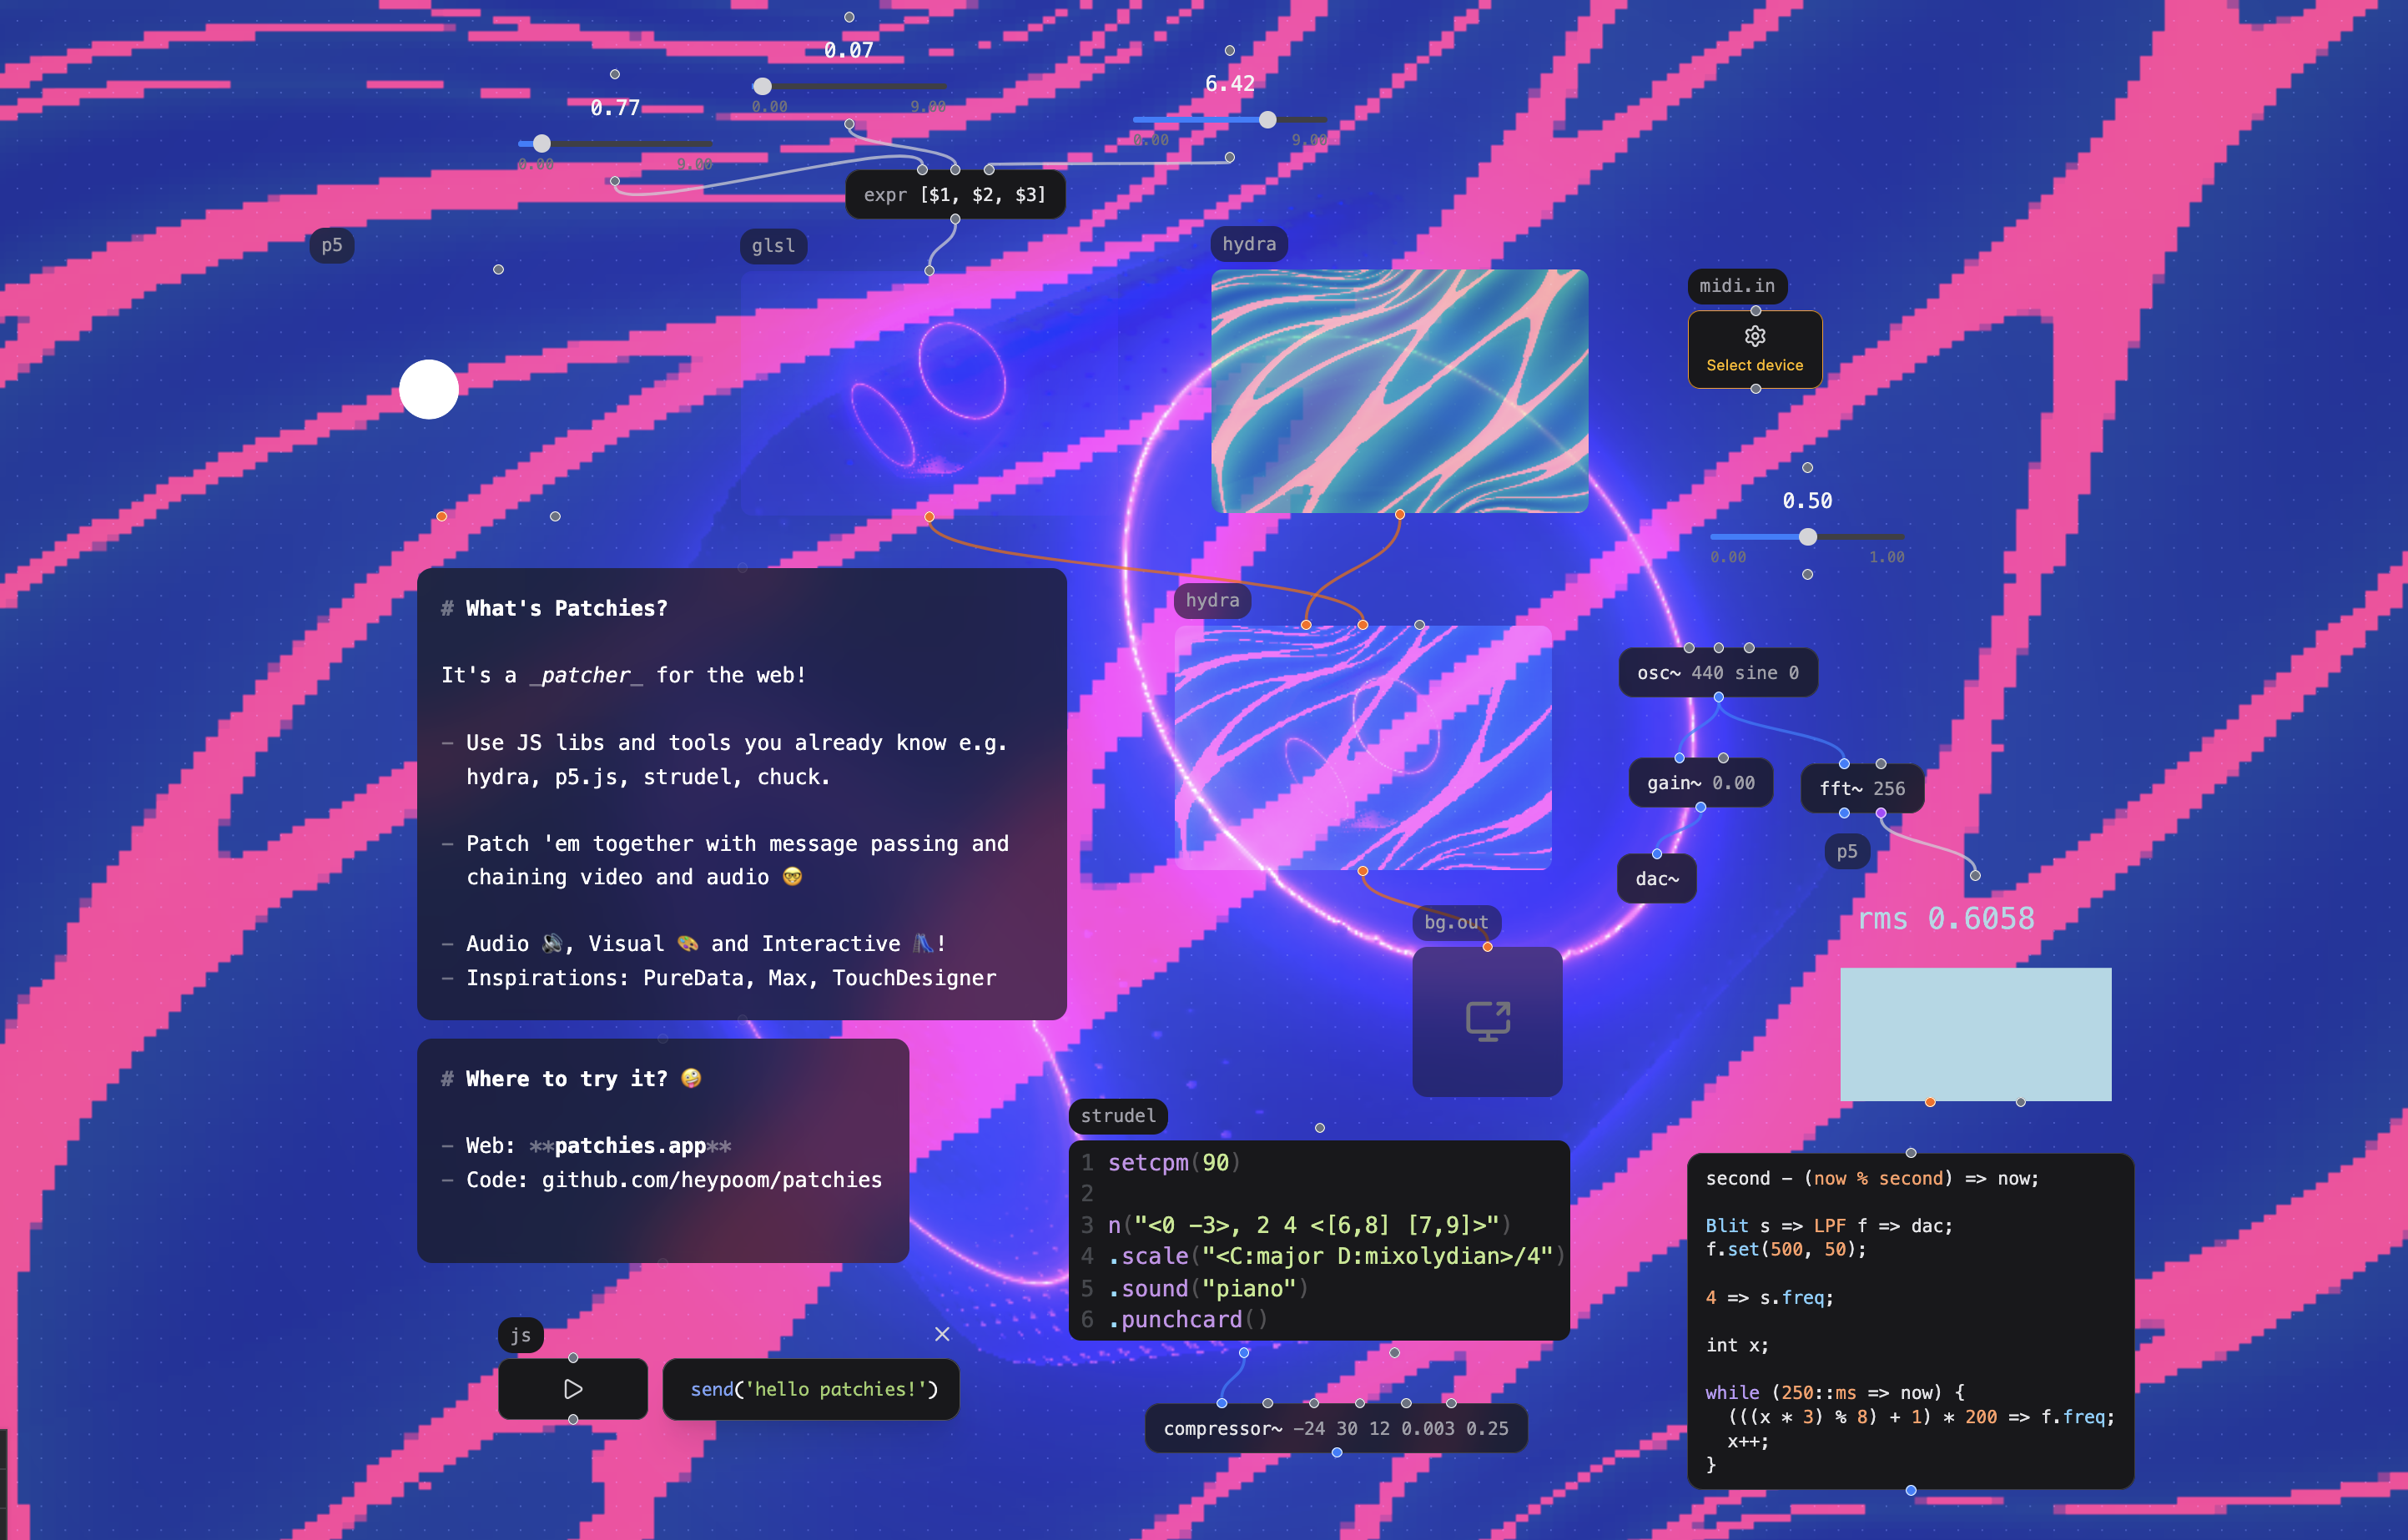 0.07
0.00 9.00
0.77
0.00 9.00
6.42
0.00 9.00
expr [$1, $2, $3]
p5
glsl
hydra
midi.in
Select device
0.50
0.00 1.00
# What's Patchies?
It's a _patcher_ for the web!
– Use JS libs and tools you already know e.g.
hydra, p5.js, strudel, chuck.
– Patch 'em together with message passing and
chaining video and audio 🤓
– Audio 🔊, Visual 🎨 and Interactive 🛝!
– Inspirations: PureData, Max, TouchDesigner
hydra
osc~ 440 sine 0
gain~ 0.00
fft~ 256
dac~
p5
rms 0.6058
bg.out
# Where to try it? 🤪
– Web: **patchies.app**
– Code: github.com/heypoom/patchies
js
send('hello patchies!')
strudel
1 setcpm(90)
2
3 n("<0 -3>, 2 4 <[6,8] [7,9]>")
4 .scale("<C:major D:mixolydian>/4")
5 .sound("piano")
6 .punchcard()
compressor~ -24 30 12 0.003 0.25
second - (now % second) => now;
Blit s => LPF f => dac;
f.set(500, 50);
4 => s.freq;
int x;
while (250::ms => now) {
(((x * 3) % 8) + 1) * 200 => f.freq;
x++;
}